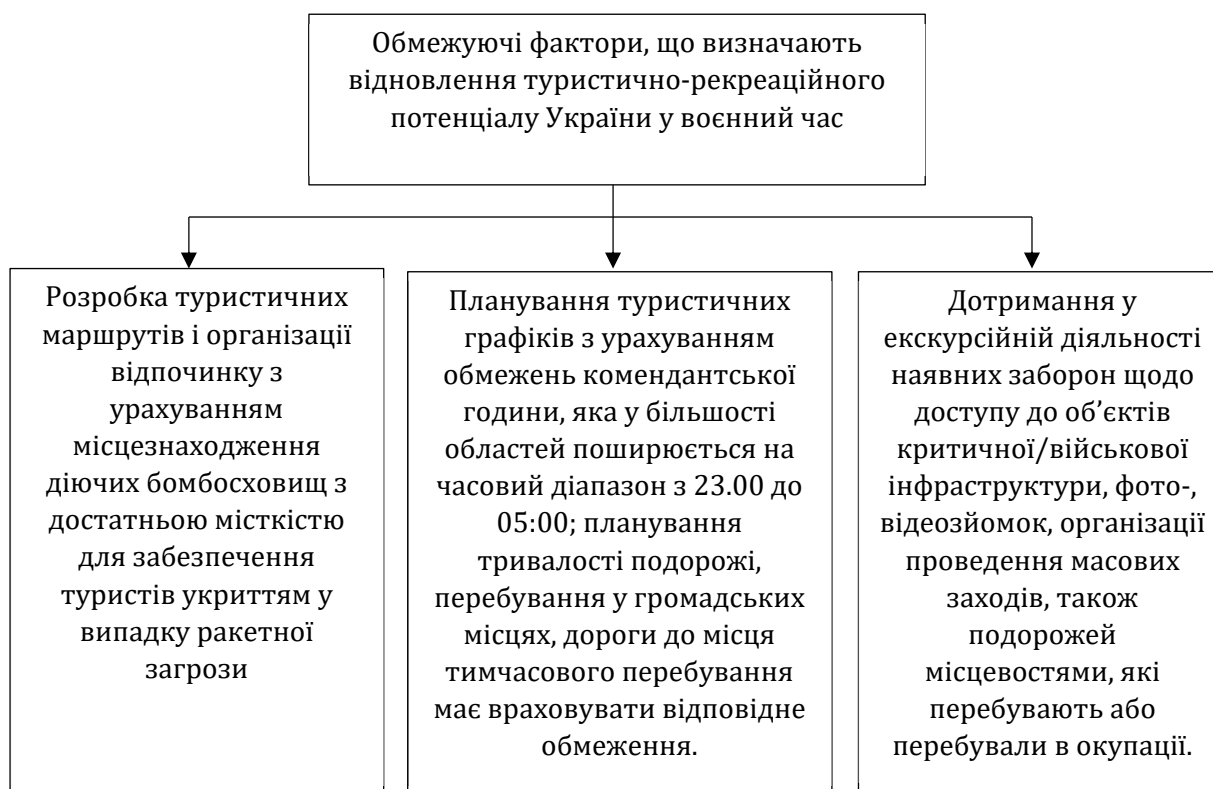 Обмежуючі фактори, що визначають
відновлення туристично-рекреаційного
потенціалу України у воєнний час
Розробка туристичних
маршрутів і організації
відпочинку з
урахуванням
місцезнаходження
діючих бомбосховищ з
достатньою місткістю
для забезпечення
туристів укриттям у
випадку ракетної
загрози
Планування туристичних
графіків з урахуванням
обмежень комендантської
години, яка у більшості
областей поширюється на
часовий діапазон з 23.00 до
05:00; планування
тривалості подорожі,
перебування у громадських
місцях, дороги до місця
тимчасового перебування
має враховувати відповідне
обмеження.
Дотримання у
екскурсійній діяльності
наявних заборон щодо
доступу до об’єктів
критичної/військової
інфраструктури, фото-,
відеозйомок, організації
проведення масових
заходів, також
подорожей
місцевостями, які
перебувають або
перебували в окупації.